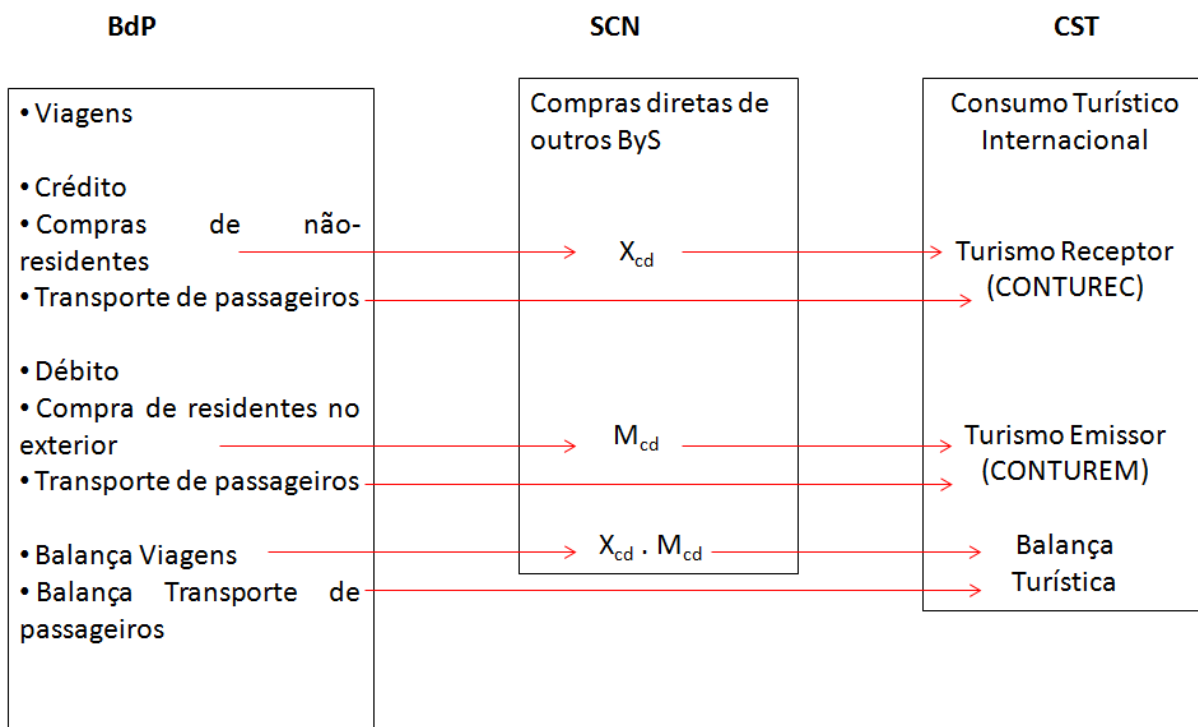 BdP
SCN
CST
• Viagens
• Crédito
• Compras de não-
residentes
• Transporte de passageiros
• Débito
• Compra de residentes no
exterior
• Transporte de passageiros
• Balança Viagens
• Balança Transporte de
passageiros
Compras diretas de
outros ByS
Xcd
Mcd
Xcd . Mcd
Consumo Turístico
Internacional
Turismo Receptor
(CONTUREC)
Turismo Emissor
(CONTUREM)
Balança
Turística